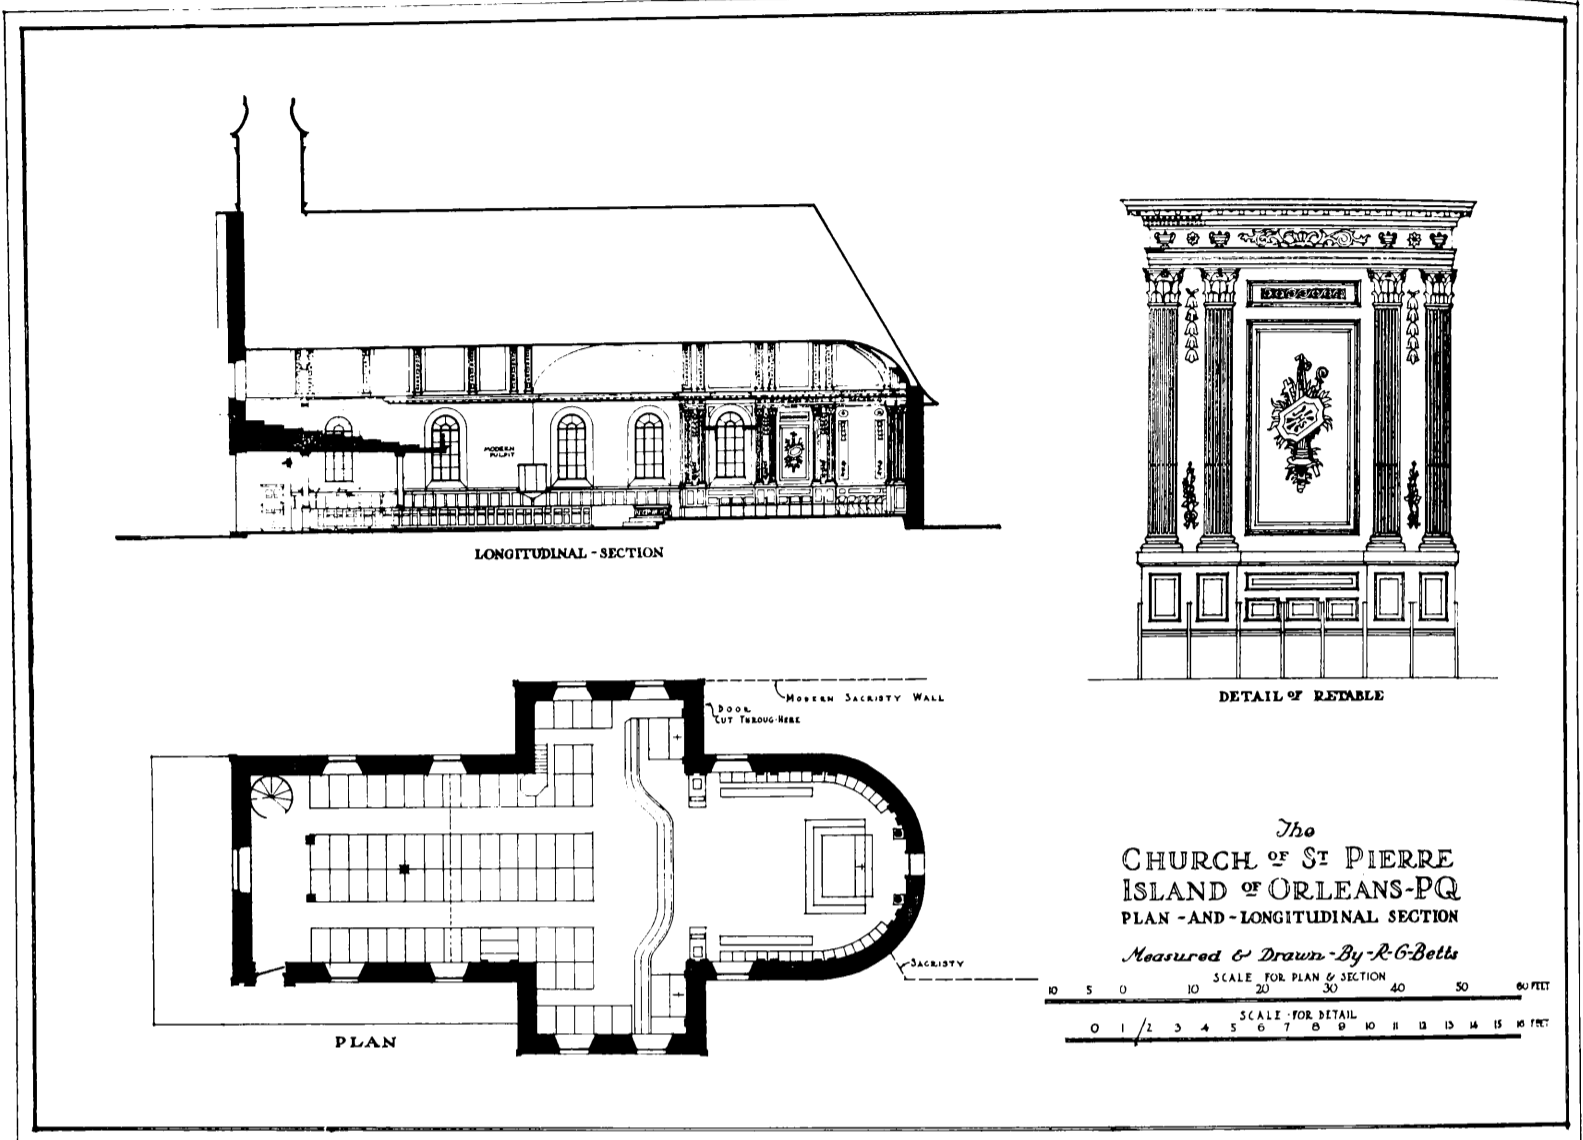 MODERN
PULPIT
LONGITUDINAL-SECTION
DETAIL OF RETABLE
MODERN SACRISTY WALL
DOOR
CUT THROUG-HERE
SACRISTY
PLAN
The
CHURCH OF ST PIERRE
ISLAND OF ORLEANS-PQ
PLAN-AND-LONGITUDINAL SECTION
Measured & Drawn-By-R-G-Betts
SCALE FOR PLAN & SECTION
10 5 0 10 20 30 40 50 60 FEET
SCALE-FOR DETAIL
0 1 2 3 4 5 6 7 8 9 10 11 12 13 14 15 16 FEET